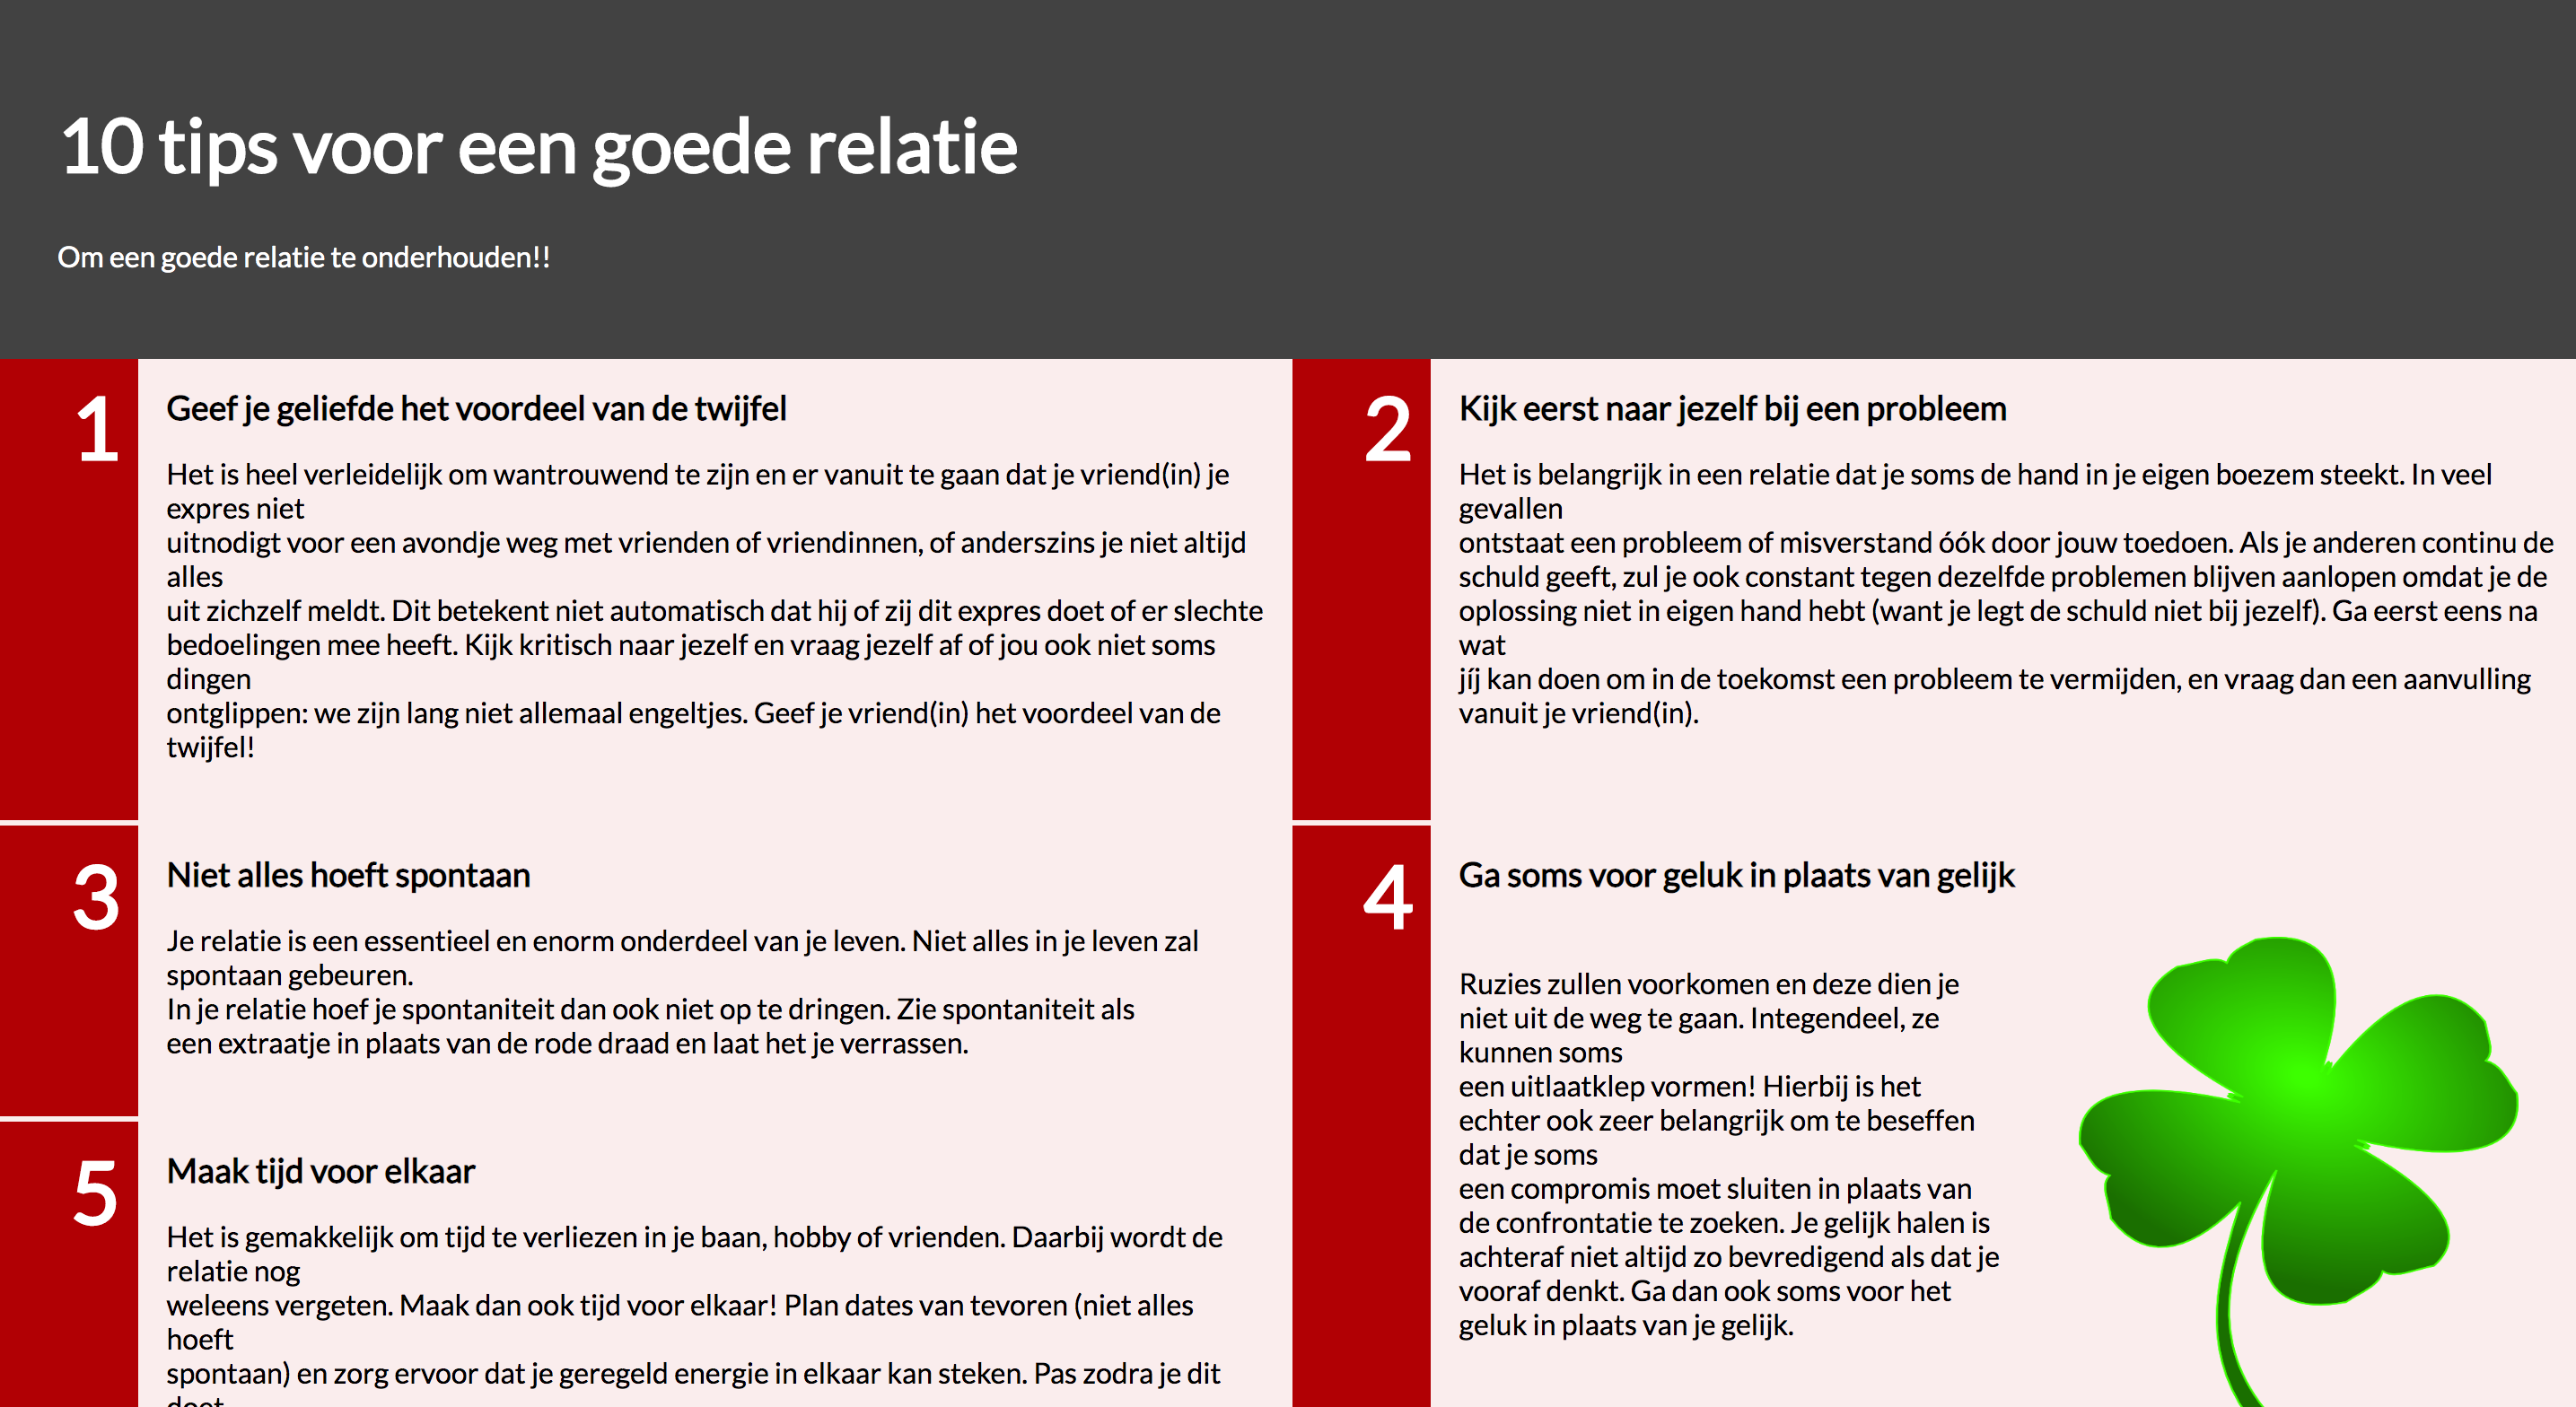 10 tips voor een goede relatie
Om een goede relatie te onderhouden!!
1
Geef je geliefde het voordeel van de twijfel
Het is heel verleidelijk om wantrouwend te zijn en er vanuit te gaan dat je vriend(in) je
expres niet
uitnodigt voor een avondje weg met vrienden of vriendinnen, of anderszins je niet altijd
alles
uit zichzelf meldt. Dit betekent niet automatisch dat hij of zij dit expres doet of er slechte
bedoelingen mee heeft. Kijk kritisch naar jezelf en vraag jezelf af of jou ook niet soms
dingen
ontglippen: we zijn lang niet allemaal engeltjes. Geef je vriend(in) het voordeel van de
twijfel!
2
Kijk eerst naar jezelf bij een probleem
Het is belangrijk in een relatie dat je soms de hand in je eigen boezem steekt. In veel
gevallen
ontstaat een probleem of misverstand óók door jouw toedoen. Als je anderen continu de
schuld geeft, zul je ook constant tegen dezelfde problemen blijven aanlopen omdat je de
oplossing niet in eigen hand hebt (want je legt de schuld niet bij jezelf). Ga eerst eens na
wat
jíj kan doen om in de toekomst een probleem te vermijden, en vraag dan een aanvulling
vanuit je vriend(in).
3
Niet alles hoeft spontaan
Je relatie is een essentieel en enorm onderdeel van je leven. Niet alles in je leven zal
spontaan gebeuren.
In je relatie hoef je spontaniteit dan ook niet op te dringen. Zie spontaniteit als
een extraatje in plaats van de rode draad en laat het je verrassen.
4
Ga soms voor geluk in plaats van gelijk
Ruzies zullen voorkomen en deze dien je
niet uit de weg te gaan. Integendeel, ze
kunnen soms
een uitlaatklep vormen! Hierbij is het
echter ook zeer belangrijk om te beseffen
dat je soms
een compromis moet sluiten in plaats van
de confrontatie te zoeken. Je gelijk halen is
achteraf niet altijd zo bevredigend als dat je
vooraf denkt. Ga dan ook soms voor het
geluk in plaats van je gelijk.
5
Maak tijd voor elkaar
Het is gemakkelijk om tijd te verliezen in je baan, hobby of vrienden. Daarbij wordt de
relatie nog
weleens vergeten. Maak dan ook tijd voor elkaar! Plan dates van tevoren (niet alles
hoeft
spontaan) en zorg ervoor dat je geregeld energie in elkaar kan steken. Pas zodra je dit
doet